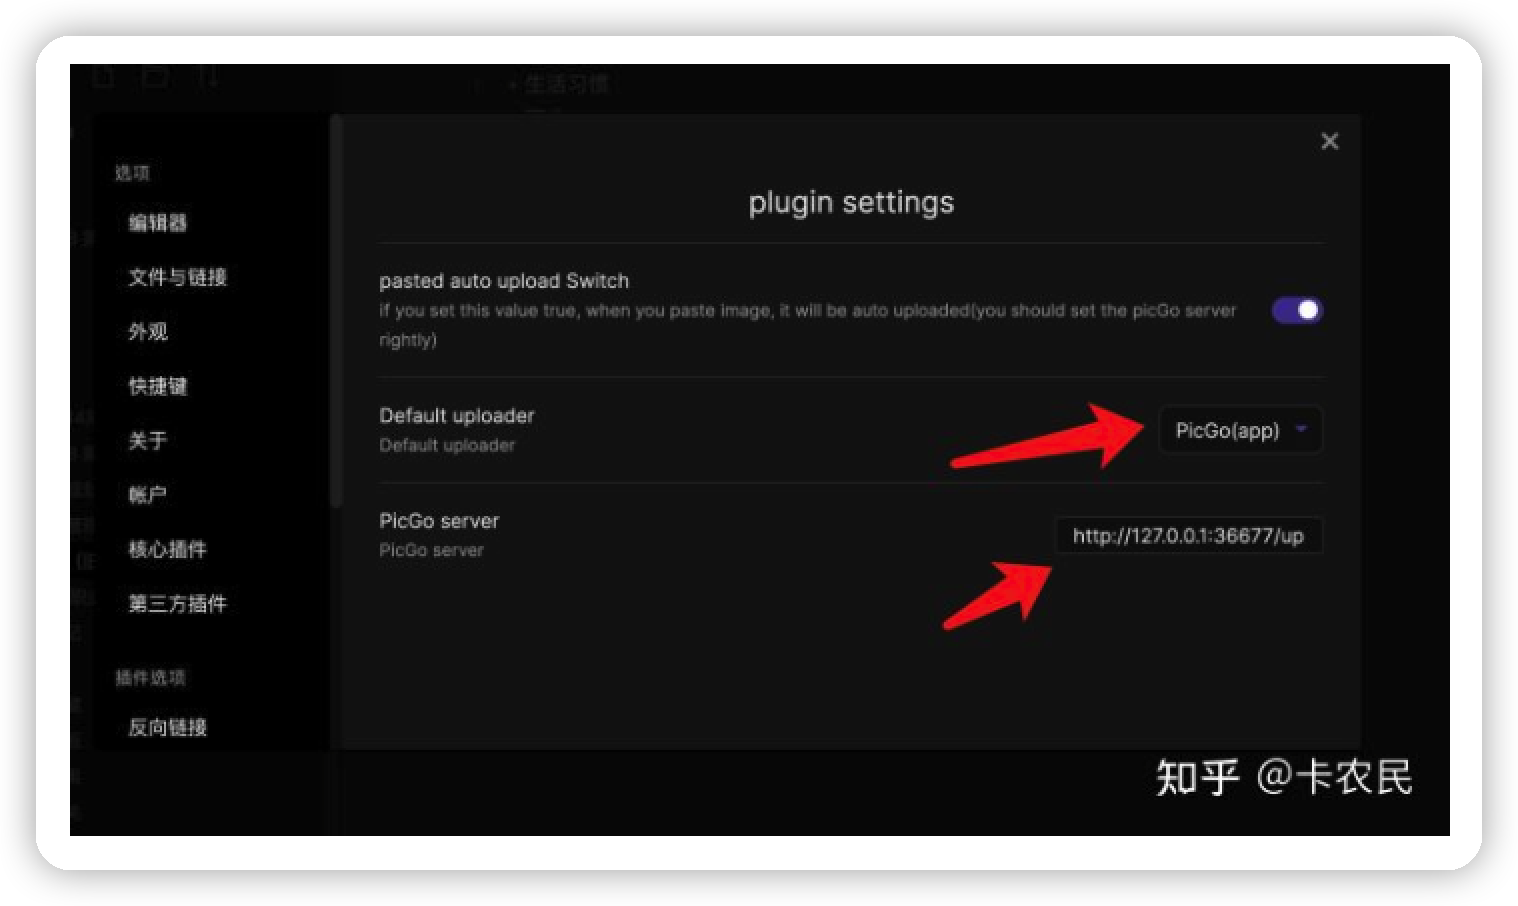 生活习惯
选项
编辑器
文件与链接
外观
快捷键
关于
帐户
核心插件
第三方插件
插件选项
反向链接
plugin settings
pasted auto upload Switch
if you set this value true, when you paste image, it will be auto uploaded(you should set the picGo server
rightly)
Default uploader
Default uploader
PicGo(app)
PicGo server
PicGo server
http://127.0.0.1:36677/up
知乎 @卡农民